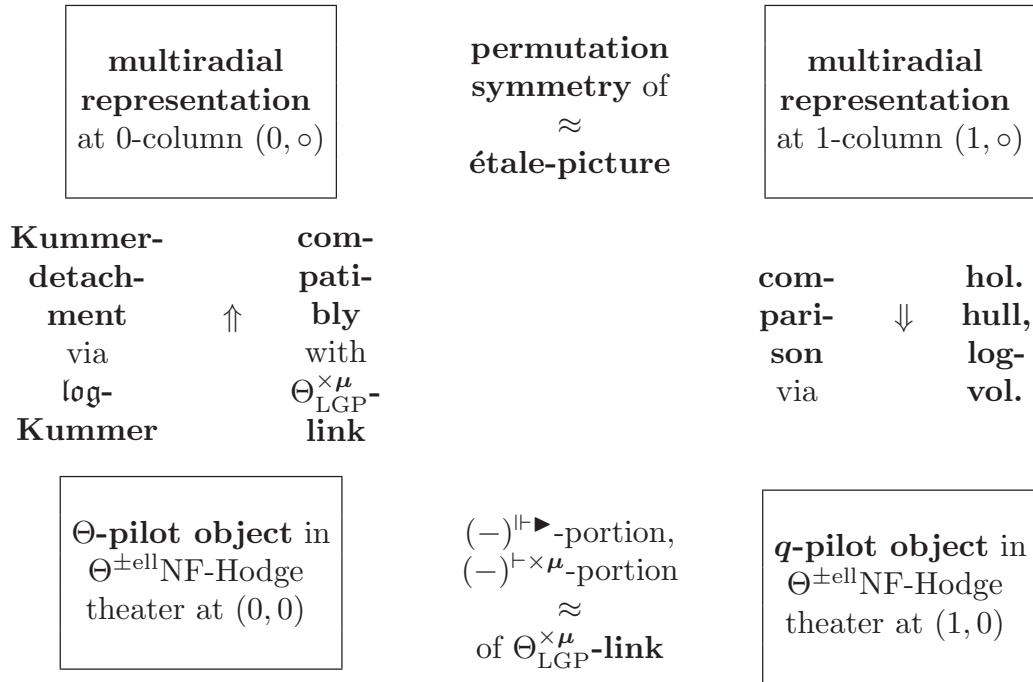 multiradial
representation
at 0-column (0, ∘)
permutation
symmetry of
≈
étale-picture
multiradial
representation
at 1-column (1, ∘)
Kummer-
detach-
ment
via
𝔩𝔬𝔤-
Kummer
⇑
com-
pati-
bly
with
Θ^{×μ}_{LGP}-
link
com-
pari-
son
via
⇓
hol.
hull,
log-
vol.
Θ-pilot object in
Θ^{±ell}NF-Hodge
theater at (0, 0)
(−)^{⊩▶}-portion,
(−)^{⊢×μ}-portion
≈
of Θ^{×μ}_{LGP}-link
q-pilot object in
Θ^{±ell}NF-Hodge
theater at (1, 0)